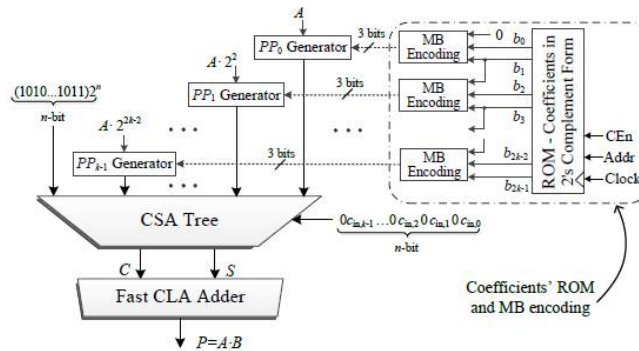 A
3 bits
MB
Encoding
0
b0
PP0 Generator
A·2^2
b1
(1010...1011)2^n
n-bit
PP1 Generator
3 bits
MB
Encoding
b2
b3
A·2^{2k-2}
• • •
• • •
PPk-1 Generator
3 bits
MB
Encoding
b2k-2
b2k-1
• • •
ROM - Coefficients in
2's Complement Form
CEn
Addr
Clock
CSA Tree
0cin,k-1 ...0cin,2 0cin,1 0cin,0
n-bit
C
S
Fast CLA Adder
Coefficients' ROM
and MB encoding
P=A·B